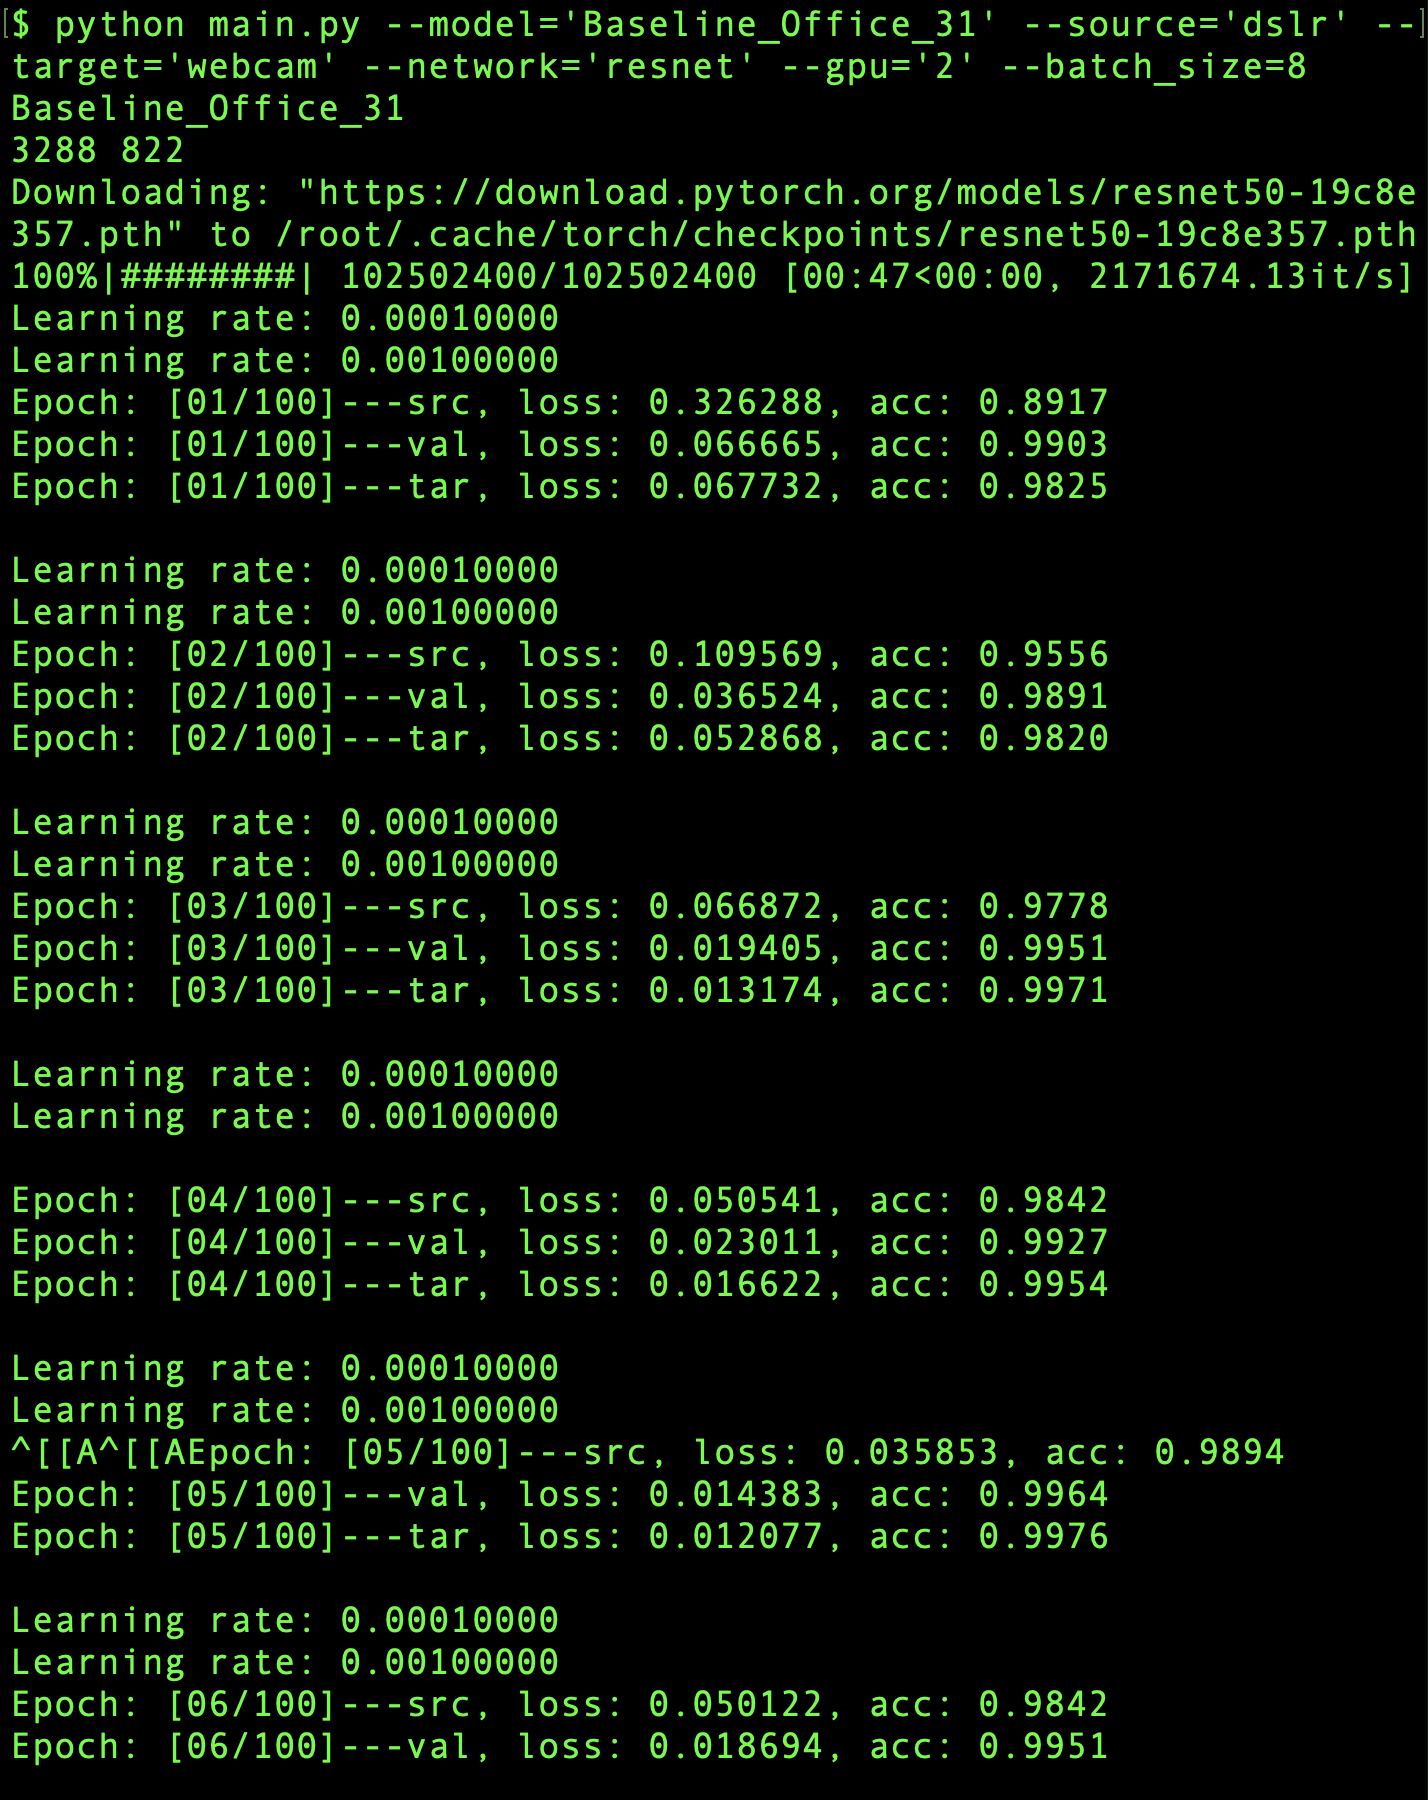 $ python main.py --model='Baseline_Office_31' --source='dslr' --
target='webcam' --network='resnet' --gpu='2' --batch_size=8
Baseline_Office_31
3288 822
Downloading: "https://download.pytorch.org/models/resnet50-19c8e
357.pth" to /root/.cache/torch/checkpoints/resnet50-19c8e357.pth
100%|########| 102502400/102502400 [00:47<00:00, 2171674.13it/s]
Learning rate: 0.00010000
Learning rate: 0.00100000
Epoch: [01/100]---src, loss: 0.326288, acc: 0.8917
Epoch: [01/100]---val, loss: 0.066665, acc: 0.9903
Epoch: [01/100]---tar, loss: 0.067732, acc: 0.9825
Learning rate: 0.00010000
Learning rate: 0.00100000
Epoch: [02/100]---src, loss: 0.109569, acc: 0.9556
Epoch: [02/100]---val, loss: 0.036524, acc: 0.9891
Epoch: [02/100]---tar, loss: 0.052868, acc: 0.9820
Learning rate: 0.00010000
Learning rate: 0.00100000
Epoch: [03/100]---src, loss: 0.066872, acc: 0.9778
Epoch: [03/100]---val, loss: 0.019405, acc: 0.9951
Epoch: [03/100]---tar, loss: 0.013174, acc: 0.9971
Learning rate: 0.00010000
Learning rate: 0.00100000
Epoch: [04/100]---src, loss: 0.050541, acc: 0.9842
Epoch: [04/100]---val, loss: 0.023011, acc: 0.9927
Epoch: [04/100]---tar, loss: 0.016622, acc: 0.9954
Learning rate: 0.00010000
Learning rate: 0.00100000
^[[A^[[AEpoch: [05/100]---src, loss: 0.035853, acc: 0.9894
Epoch: [05/100]---val, loss: 0.014383, acc: 0.9964
Epoch: [05/100]---tar, loss: 0.012077, acc: 0.9976
Learning rate: 0.00010000
Learning rate: 0.00100000
Epoch: [06/100]---src, loss: 0.050122, acc: 0.9842
Epoch: [06/100]---val, loss: 0.018694, acc: 0.9951